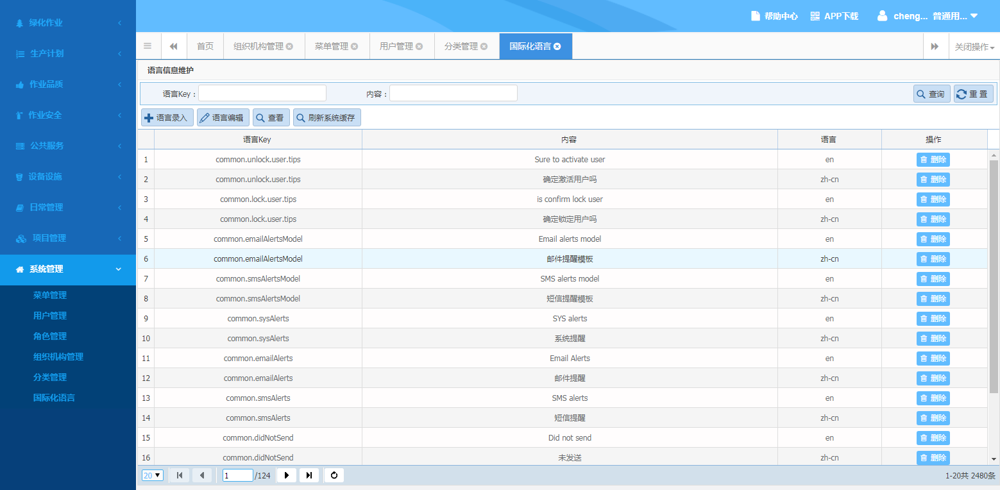 帮助中心 APP下载 cheng... 普通用...
绿化作业
生产计划
作业品质
作业安全
公共服务
设备设施
日常管理
项目管理
系统管理
菜单管理
用户管理
角色管理
组织机构管理
分类管理
国际化语言
首页 组织机构管理 菜单管理 用户管理 分类管理 国际化语言 关闭操作
语言信息维护
语言Key : 内容 : 查询 重 置
语言录入 语言编辑 查看 刷新系统缓存
语言Key 内容 语言 操作
1 common.unlock.user.tips Sure to activate user en 删除
2 common.unlock.user.tips 确定激活用户吗 zh-cn 删除
3 common.lock.user.tips is confirm lock user en 删除
4 common.lock.user.tips 确定锁定用户吗 zh-cn 删除
5 common.emailAlertsModel Email alerts model en 删除
6 common.emailAlertsModel 邮件提醒模板 zh-cn 删除
7 common.smsAlertsModel SMS alerts model en 删除
8 common.smsAlertsModel 短信提醒模板 zh-cn 删除
9 common.sysAlerts SYS alerts en 删除
10 common.sysAlerts 系统提醒 zh-cn 删除
11 common.emailAlerts Email Alerts en 删除
12 common.emailAlerts 邮件提醒 zh-cn 删除
13 common.smsAlerts SMS alerts en 删除
14 common.smsAlerts 短信提醒 zh-cn 删除
15 common.didNotSend Did not send en 删除
16 common.didNotSend 未发送 zh-cn 删除
20 1 /124 1-20共 2480条